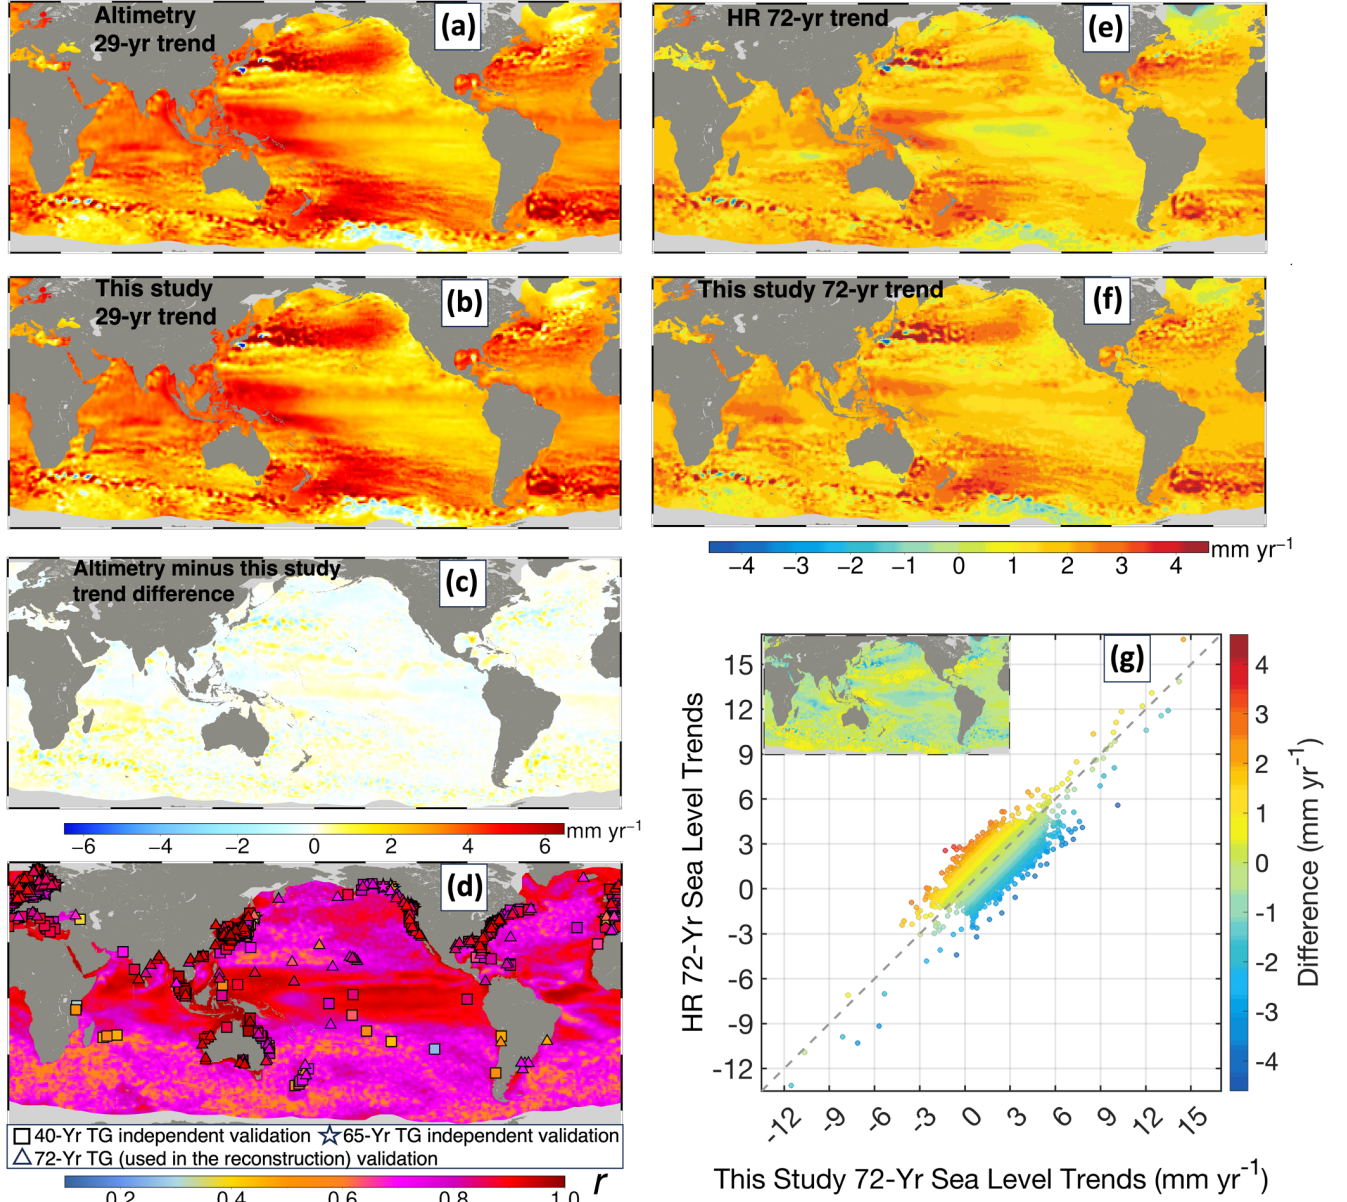 Altimetry
29-yr trend
(a)
HR 72-yr trend
(e)
This study
29-yr trend
(b)
This study 72-yr trend
(f)
−4 −3 −2 −1 0 1 2 3 4 mm yr−1
Altimetry minus this study
trend difference
(c)
−6 −4 −2 0 2 4 6 mm yr−1
(d)
40-Yr TG independent validation 65-Yr TG independent validation
72-Yr TG (used in the reconstruction) validation
0.2 0.4 0.6 0.8 1.0 r
(g)
HR 72-Yr Sea Level Trends
15
12
9
6
3
0
-3
-6
-9
-12
-12 -9 -6 -3 0 3 6 9 12 15
This Study 72-Yr Sea Level Trends (mm yr−1)
4
3
2
1
0
-1
-2
-3
-4
Difference (mm yr−1)